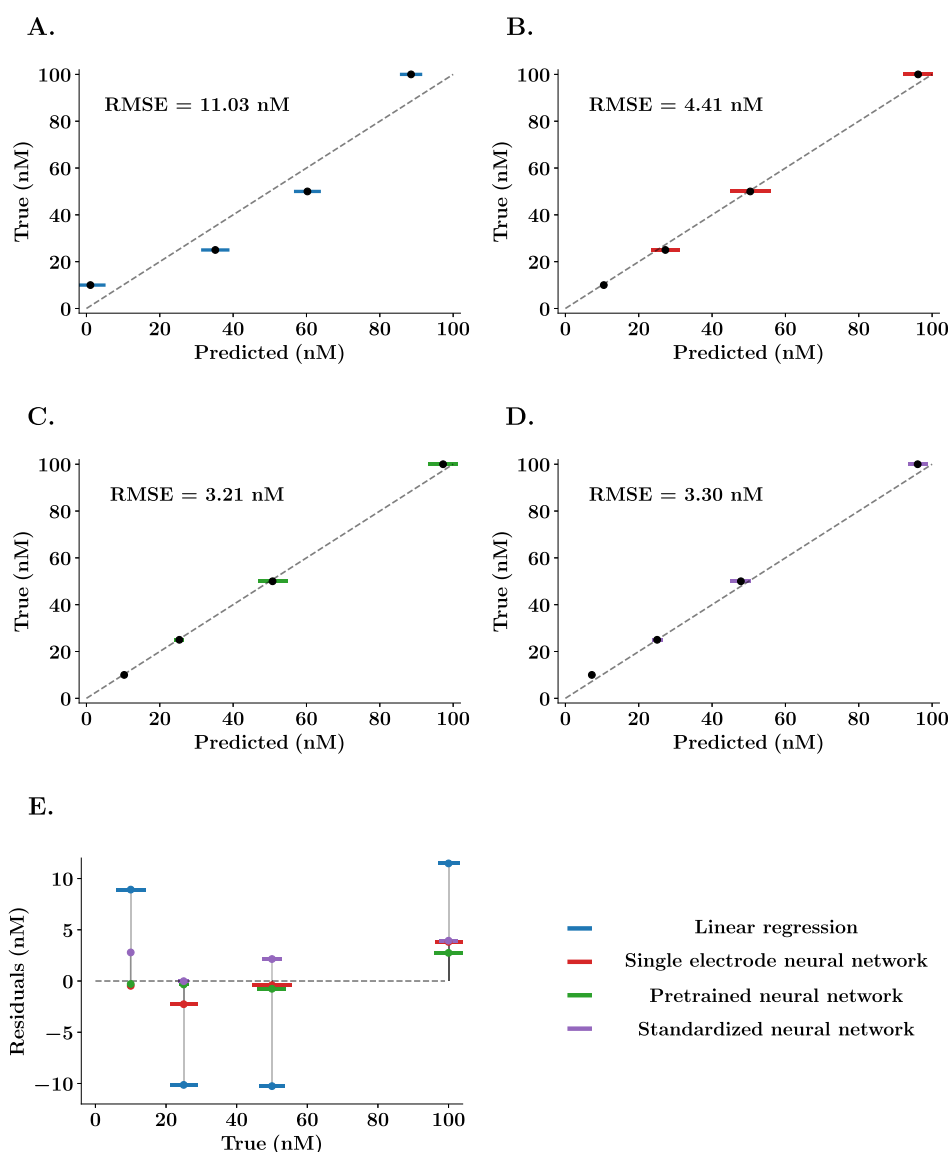 A.
RMSE = 11.03 nM
True (nM)
100
80
60
40
20
0
0 20 40 60 80 100
Predicted (nM)
B.
RMSE = 4.41 nM
True (nM)
100
80
60
40
20
0
0 20 40 60 80 100
Predicted (nM)
C.
RMSE = 3.21 nM
True (nM)
100
80
60
40
20
0
0 20 40 60 80 100
Predicted (nM)
D.
RMSE = 3.30 nM
True (nM)
100
80
60
40
20
0
0 20 40 60 80 100
Predicted (nM)
E.
Residuals (nM)
10
5
0
−5
−10
0 20 40 60 80 100
True (nM)
Linear regression
Single electrode neural network
Pretrained neural network
Standardized neural network